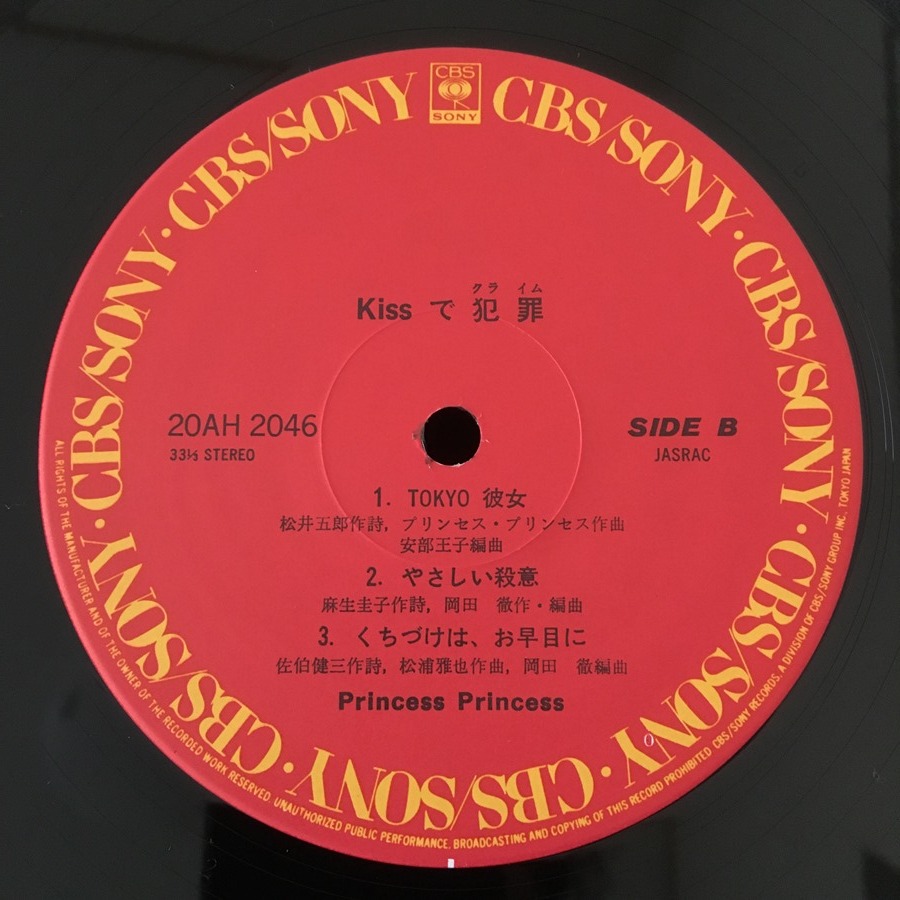 CBS
SONY
CBS/SONY · CBS/SONY · CBS/SONY · CBS/SONY · CBS/SONY · CBS/SONY · CBS/SONY · CBS/SONY · CBS/SONY
クライム
Kiss で 犯 罪
20AH 2046
33⅓ STEREO
SIDE B
JASRAC
1. TOKYO 彼女
松井五郎作詩, プリンセス・プリンセス作曲
安部王子編曲
2. やさしい殺意
麻生圭子作詩, 岡田 徹作・編曲
3. くちづけは、お早目に
佐伯健三作詩, 松浦雅也作曲, 岡田 徹編曲
Princess Princess
O
ALL RIGHTS OF THE MANUFACTURER AND OF THE OWNER OF THE RECORDED WORK RESERVED. UNAUTHORIZED PUBLIC PERFORMANCE. BROADCASTING AND COPYING OF THIS RECORD PROHIBITED CBS/SONY RECORDS. A DIVISION OF CBS/SONY GROUP INC. TOKYO JAPAN